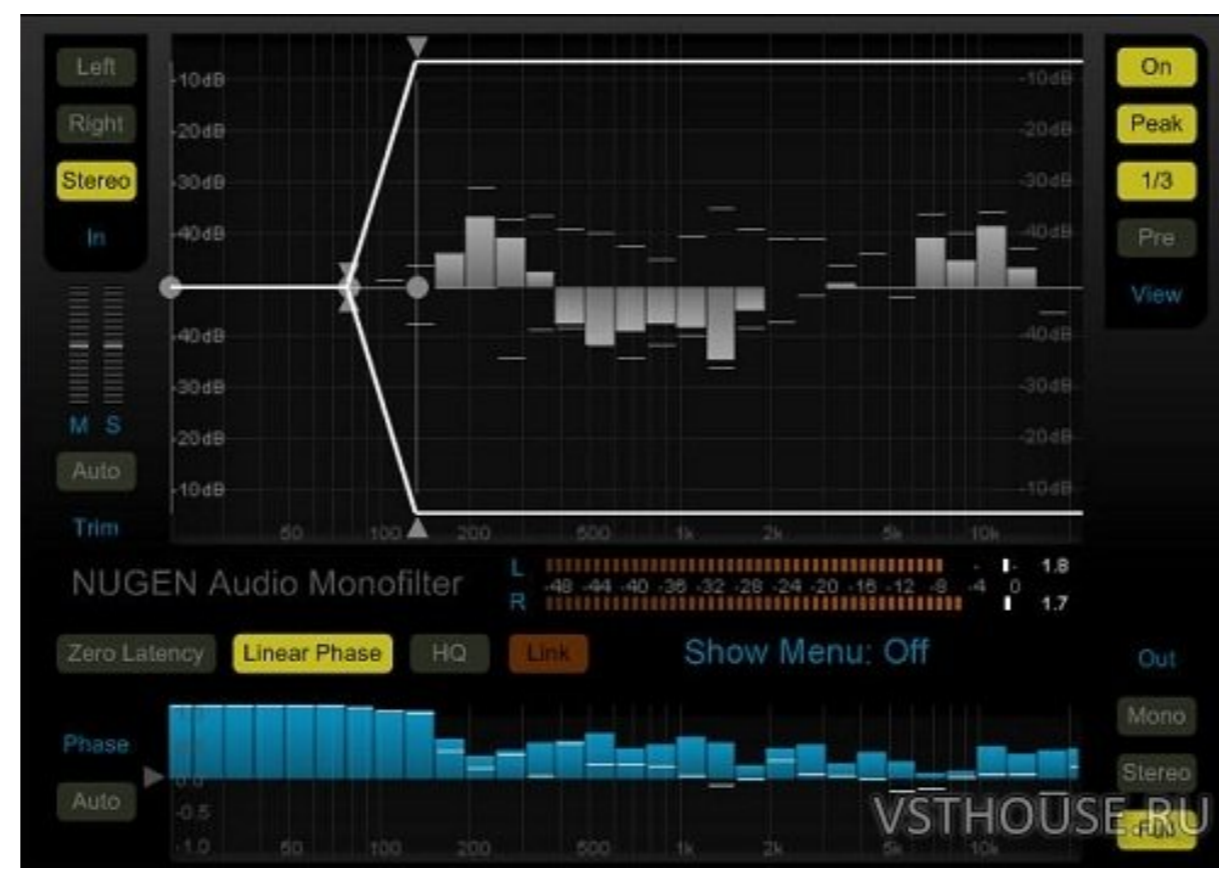 Left
Right
Stereo
In
-10dB
-20dB
-30dB
-40dB
-40dB
-30dB
-20dB
-10dB
-10dB
-20dB
-30dB
-40dB
-40dB
-30dB
-20dB
-10dB
50 100 200 500 1k 2k 5k 10k
On
Peak
1/3
Pre
View
M S
Auto
Trim
NUGEN Audio Monofilter
L
-48 -44 -40 -36 -32 -28 -24 -20 -16 -12 -8 -4 0
R
1.8
1.7
Zero Latency Linear Phase HQ Link Show Menu: Off
Out
Mono
Stereo
Phase
Auto
0.0
-0.5
-1.0
50 100 200 500 1k 2k 5k 10k
VSTHOUSE.RU